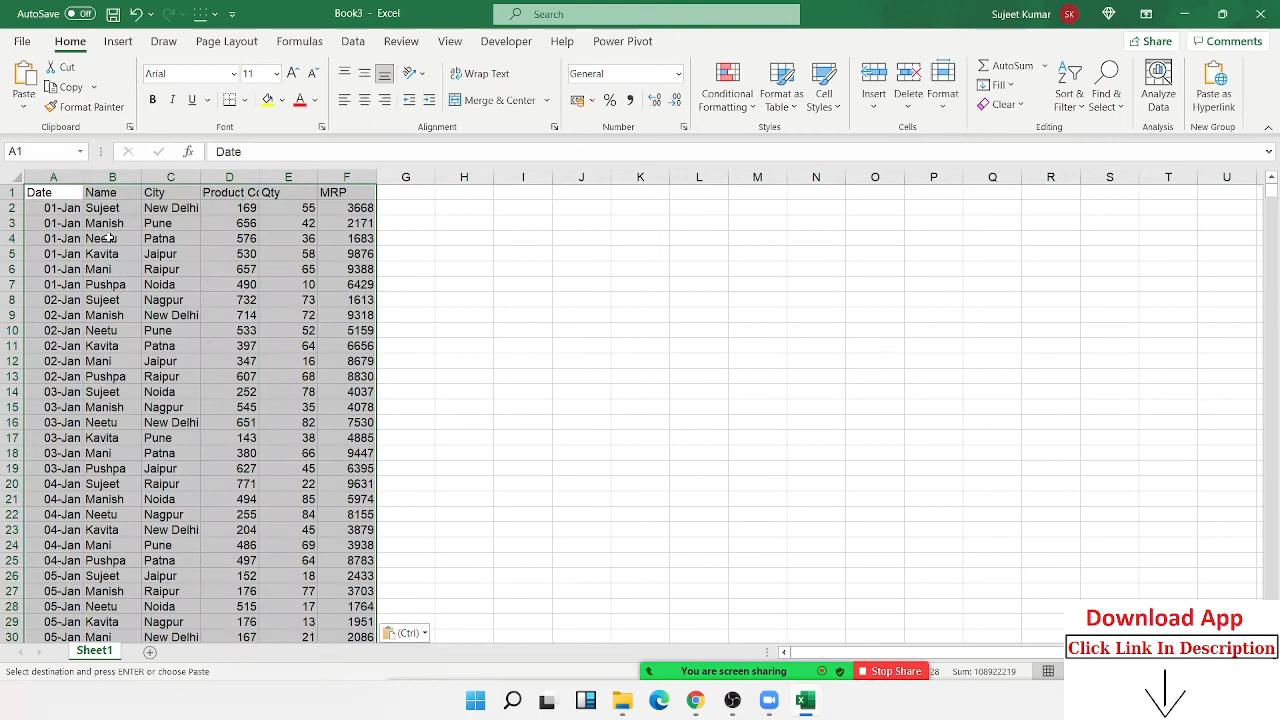 AutoSave Off Book3 - Excel Search Sujeet Kumar SK
File Home Insert Draw Page Layout Formulas Data Review View Developer Help Power Pivot Share Comments
Cut
Copy
Format Painter
Paste
Clipboard
Arial 11
B I U
Font
Wrap Text
Merge & Center
Alignment
General
Number
Conditional Formatting
Format as Table
Cell Styles
Styles
Insert Delete Format
Cells
AutoSum
Fill
Clear
Sort & Filter
Find & Select
Editing
Analyze Data
Analysis
Paste as Hyperlink
New Group
A1 fx Date
A B C D E F G H I J K L M N O P Q R S T U
1 Date Name City Product Co Qty MRP
2 01-Jan Sujeet New Delhi 169 55 3668
3 01-Jan Manish Pune 656 42 2171
4 01-Jan Neetu Patna 576 36 1683
5 01-Jan Kavita Jaipur 530 58 9876
6 01-Jan Mani Raipur 657 65 9388
7 01-Jan Pushpa Noida 490 10 6429
8 02-Jan Sujeet Nagpur 732 73 1613
9 02-Jan Manish New Delhi 714 72 9318
10 02-Jan Neetu Pune 533 52 5159
11 02-Jan Kavita Patna 397 64 6656
12 02-Jan Mani Jaipur 347 16 8679
13 02-Jan Pushpa Raipur 607 68 8830
14 03-Jan Sujeet Noida 252 78 4037
15 03-Jan Manish Nagpur 545 35 4078
16 03-Jan Neetu New Delhi 651 82 7530
17 03-Jan Kavita Pune 143 38 4885
18 03-Jan Mani Patna 380 66 9447
19 03-Jan Pushpa Jaipur 627 45 6395
20 04-Jan Sujeet Raipur 771 22 9631
21 04-Jan Manish Noida 494 85 5974
22 04-Jan Neetu Nagpur 255 84 8155
23 04-Jan Kavita New Delhi 204 45 3879
24 04-Jan Mani Pune 486 69 3938
25 04-Jan Pushpa Patna 497 64 8783
26 05-Jan Sujeet Jaipur 152 18 2433
27 05-Jan Manish Raipur 176 77 3703
28 05-Jan Neetu Noida 515 17 1764
29 05-Jan Kavita Nagpur 176 13 1951
30 05-Jan Mani New Delhi 167 21 2086
(Ctrl)
Sheet1
Select destination and press ENTER or choose Paste
You are screen sharing Stop Share 28 Sum: 108922219
Download App
Click Link In Description